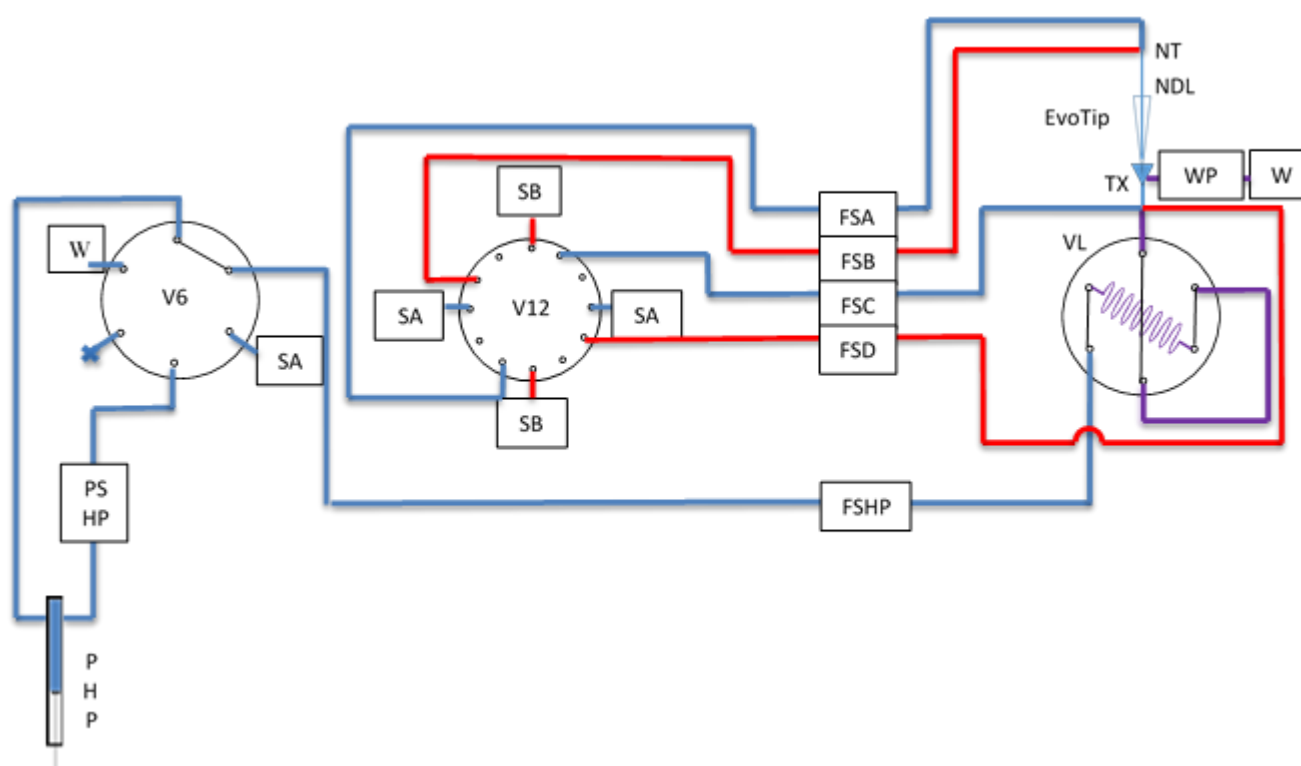 NT
NDL
EvoTip
TX
WP
W
SB
FSA
W
VL
FSB
V6
V12
SA
SA
FSC
SA
FSD
SB
PS
HP
FSHP
P
H
P